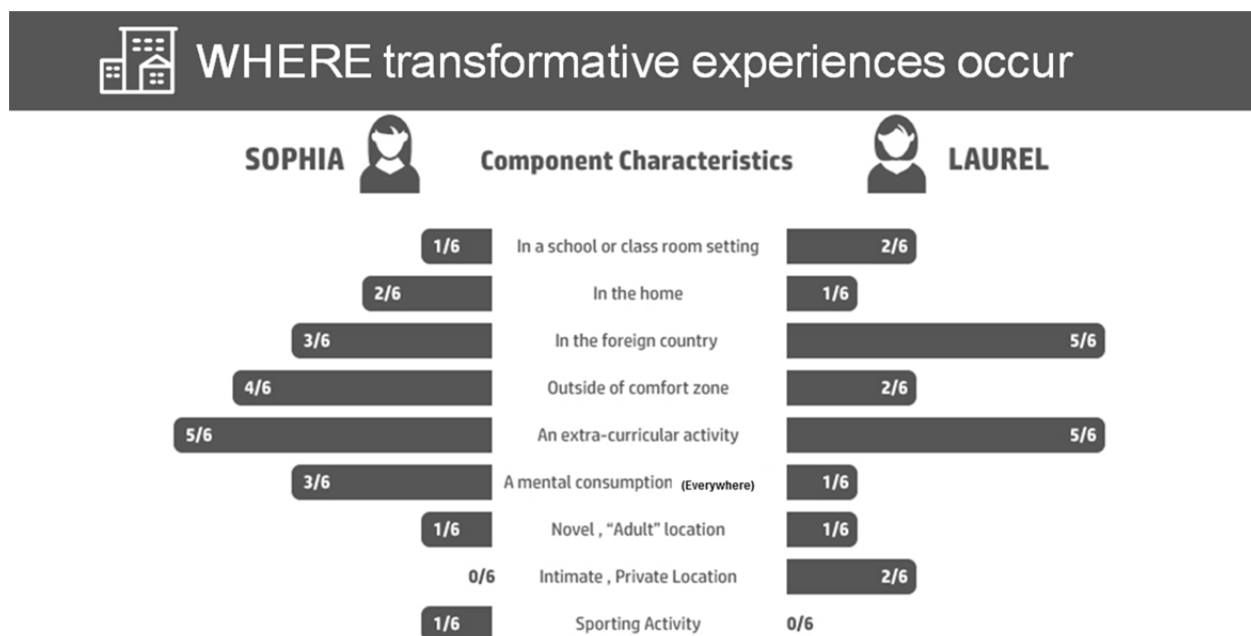 WHERE transformative experiences occur
SOPHIA Component Characteristics LAUREL
1/6 In a school or class room setting 2/6
2/6 In the home 1/6
3/6 In the foreign country 5/6
4/6 Outside of comfort zone 2/6
5/6 An extra-curricular activity 5/6
3/6 A mental consumption (Everywhere) 1/6
1/6 Novel , “Adult” location 1/6
0/6 Intimate , Private Location 2/6
1/6 Sporting Activity 0/6